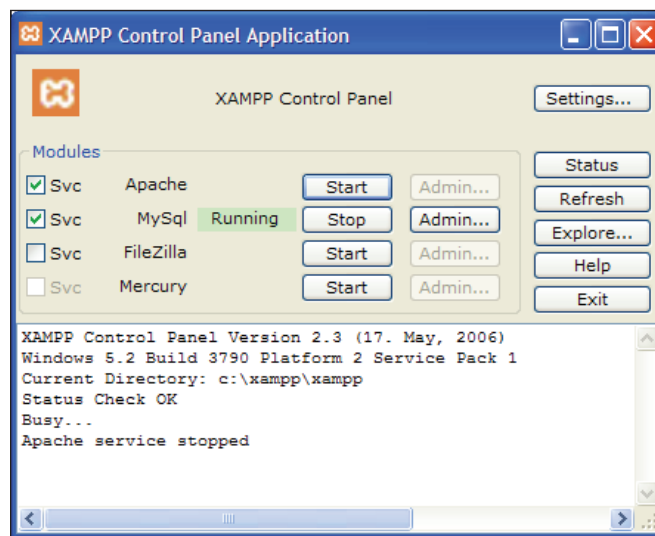 XAMPP Control Panel Application
XAMPP Control Panel
Settings...
Modules
Svc Apache Start Admin...
Svc MySql Running Stop Admin...
Svc FileZilla Start Admin...
Svc Mercury Start Admin...
Status
Refresh
Explore...
Help
Exit
XAMPP Control Panel Version 2.3 (17. May, 2006)
Windows 5.2 Build 3790 Platform 2 Service Pack 1
Current Directory: c:\xampp\xampp
Status Check OK
Busy...
Apache service stopped